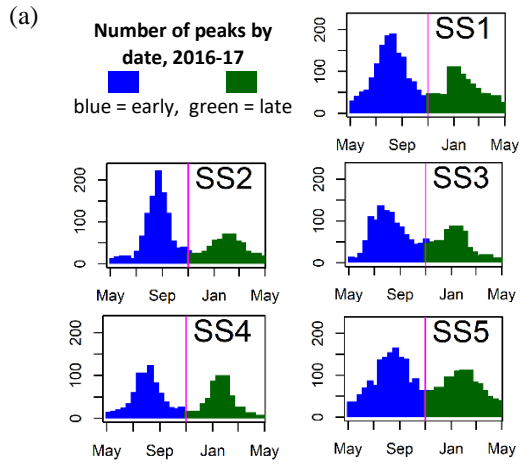 (a)
Number of peaks by
date, 2016-17
blue = early, green = late
SS1
200
100
0
May Sep Jan May
SS2
200
100
0
May Sep Jan May
SS3
200
100
0
May Sep Jan May
SS4
200
100
0
May Sep Jan May
SS5
200
100
0
May Sep Jan May